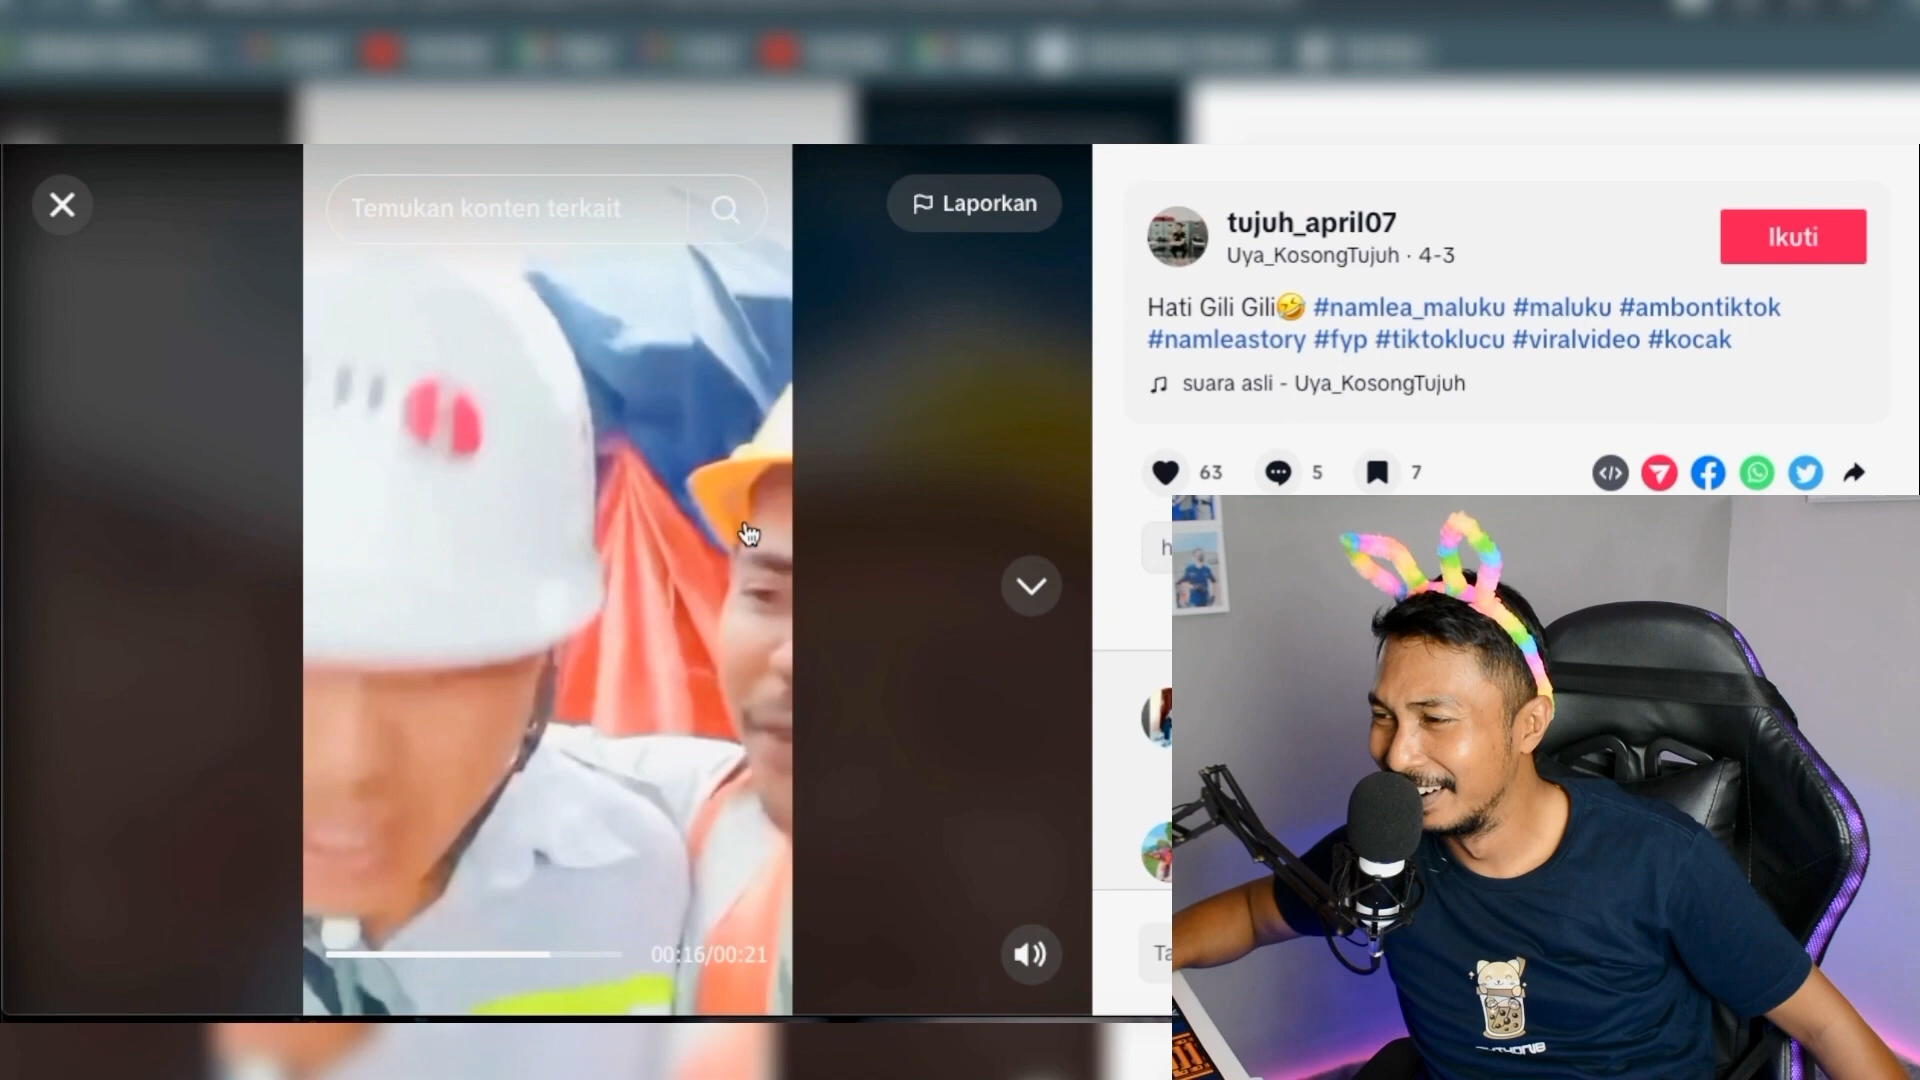 Temukan konten terkait
Laporkan
tujuh_april07
Uya_KosongTujuh · 4-3
Ikuti
Hati Gili Gili🤣 #namlea_maluku #maluku #ambontiktok
#namleastory #fyp #tiktoklucu #viralvideo #kocak
suara asli - Uya_KosongTujuh
63
5
7
00:16/00:21